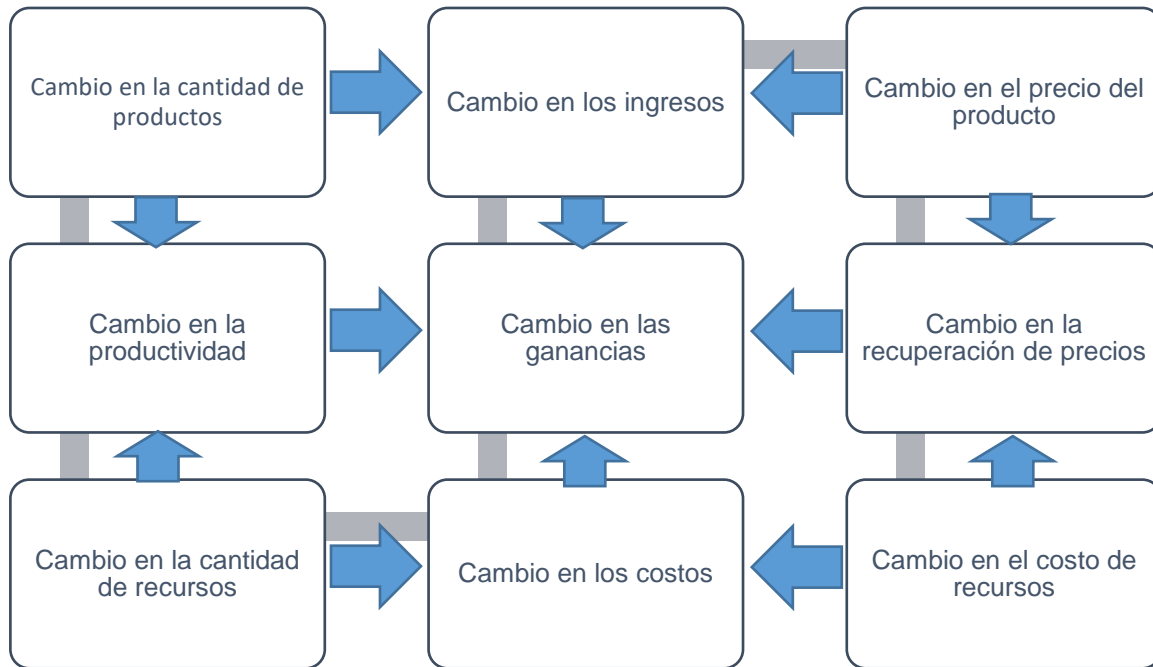 Cambio en la cantidad de
productos
Cambio en los ingresos
Cambio en el precio del
producto
Cambio en la
productividad
Cambio en las
ganancias
Cambio en la
recuperación de precios
Cambio en la cantidad
de recursos
Cambio en los costos
Cambio en el costo de
recursos